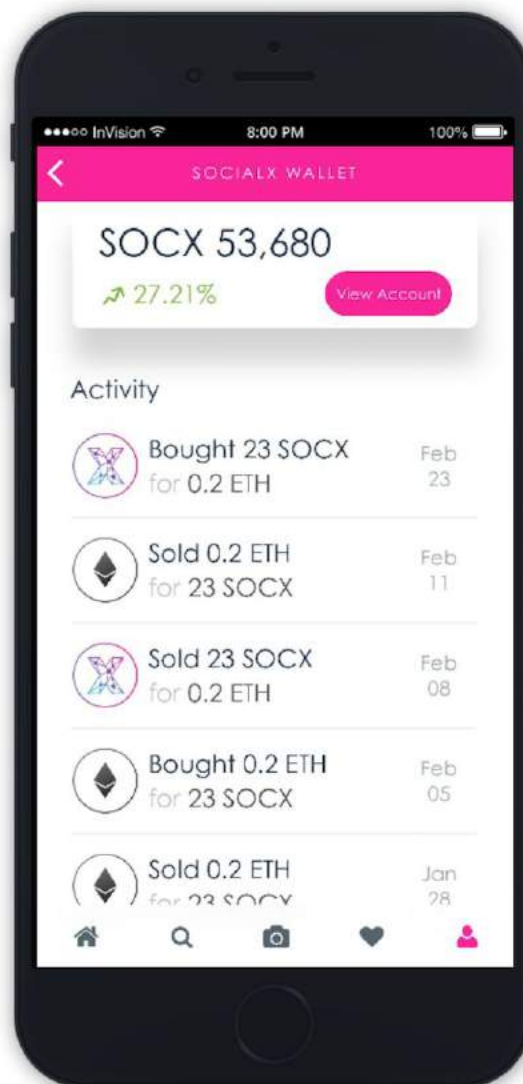 InVision 8:00 PM 100%
SOCIALX WALLET
SOCX 53,680
27.21% View Account
Activity
Bought 23 SOCX
for 0.2 ETH
Feb
23
Sold 0.2 ETH
for 23 SOCX
Feb
11
Sold 23 SOCX
for 0.2 ETH
Feb
08
Bought 0.2 ETH
for 23 SOCX
Feb
05
Sold 0.2 ETH
for 23 SOCX
Jan
28